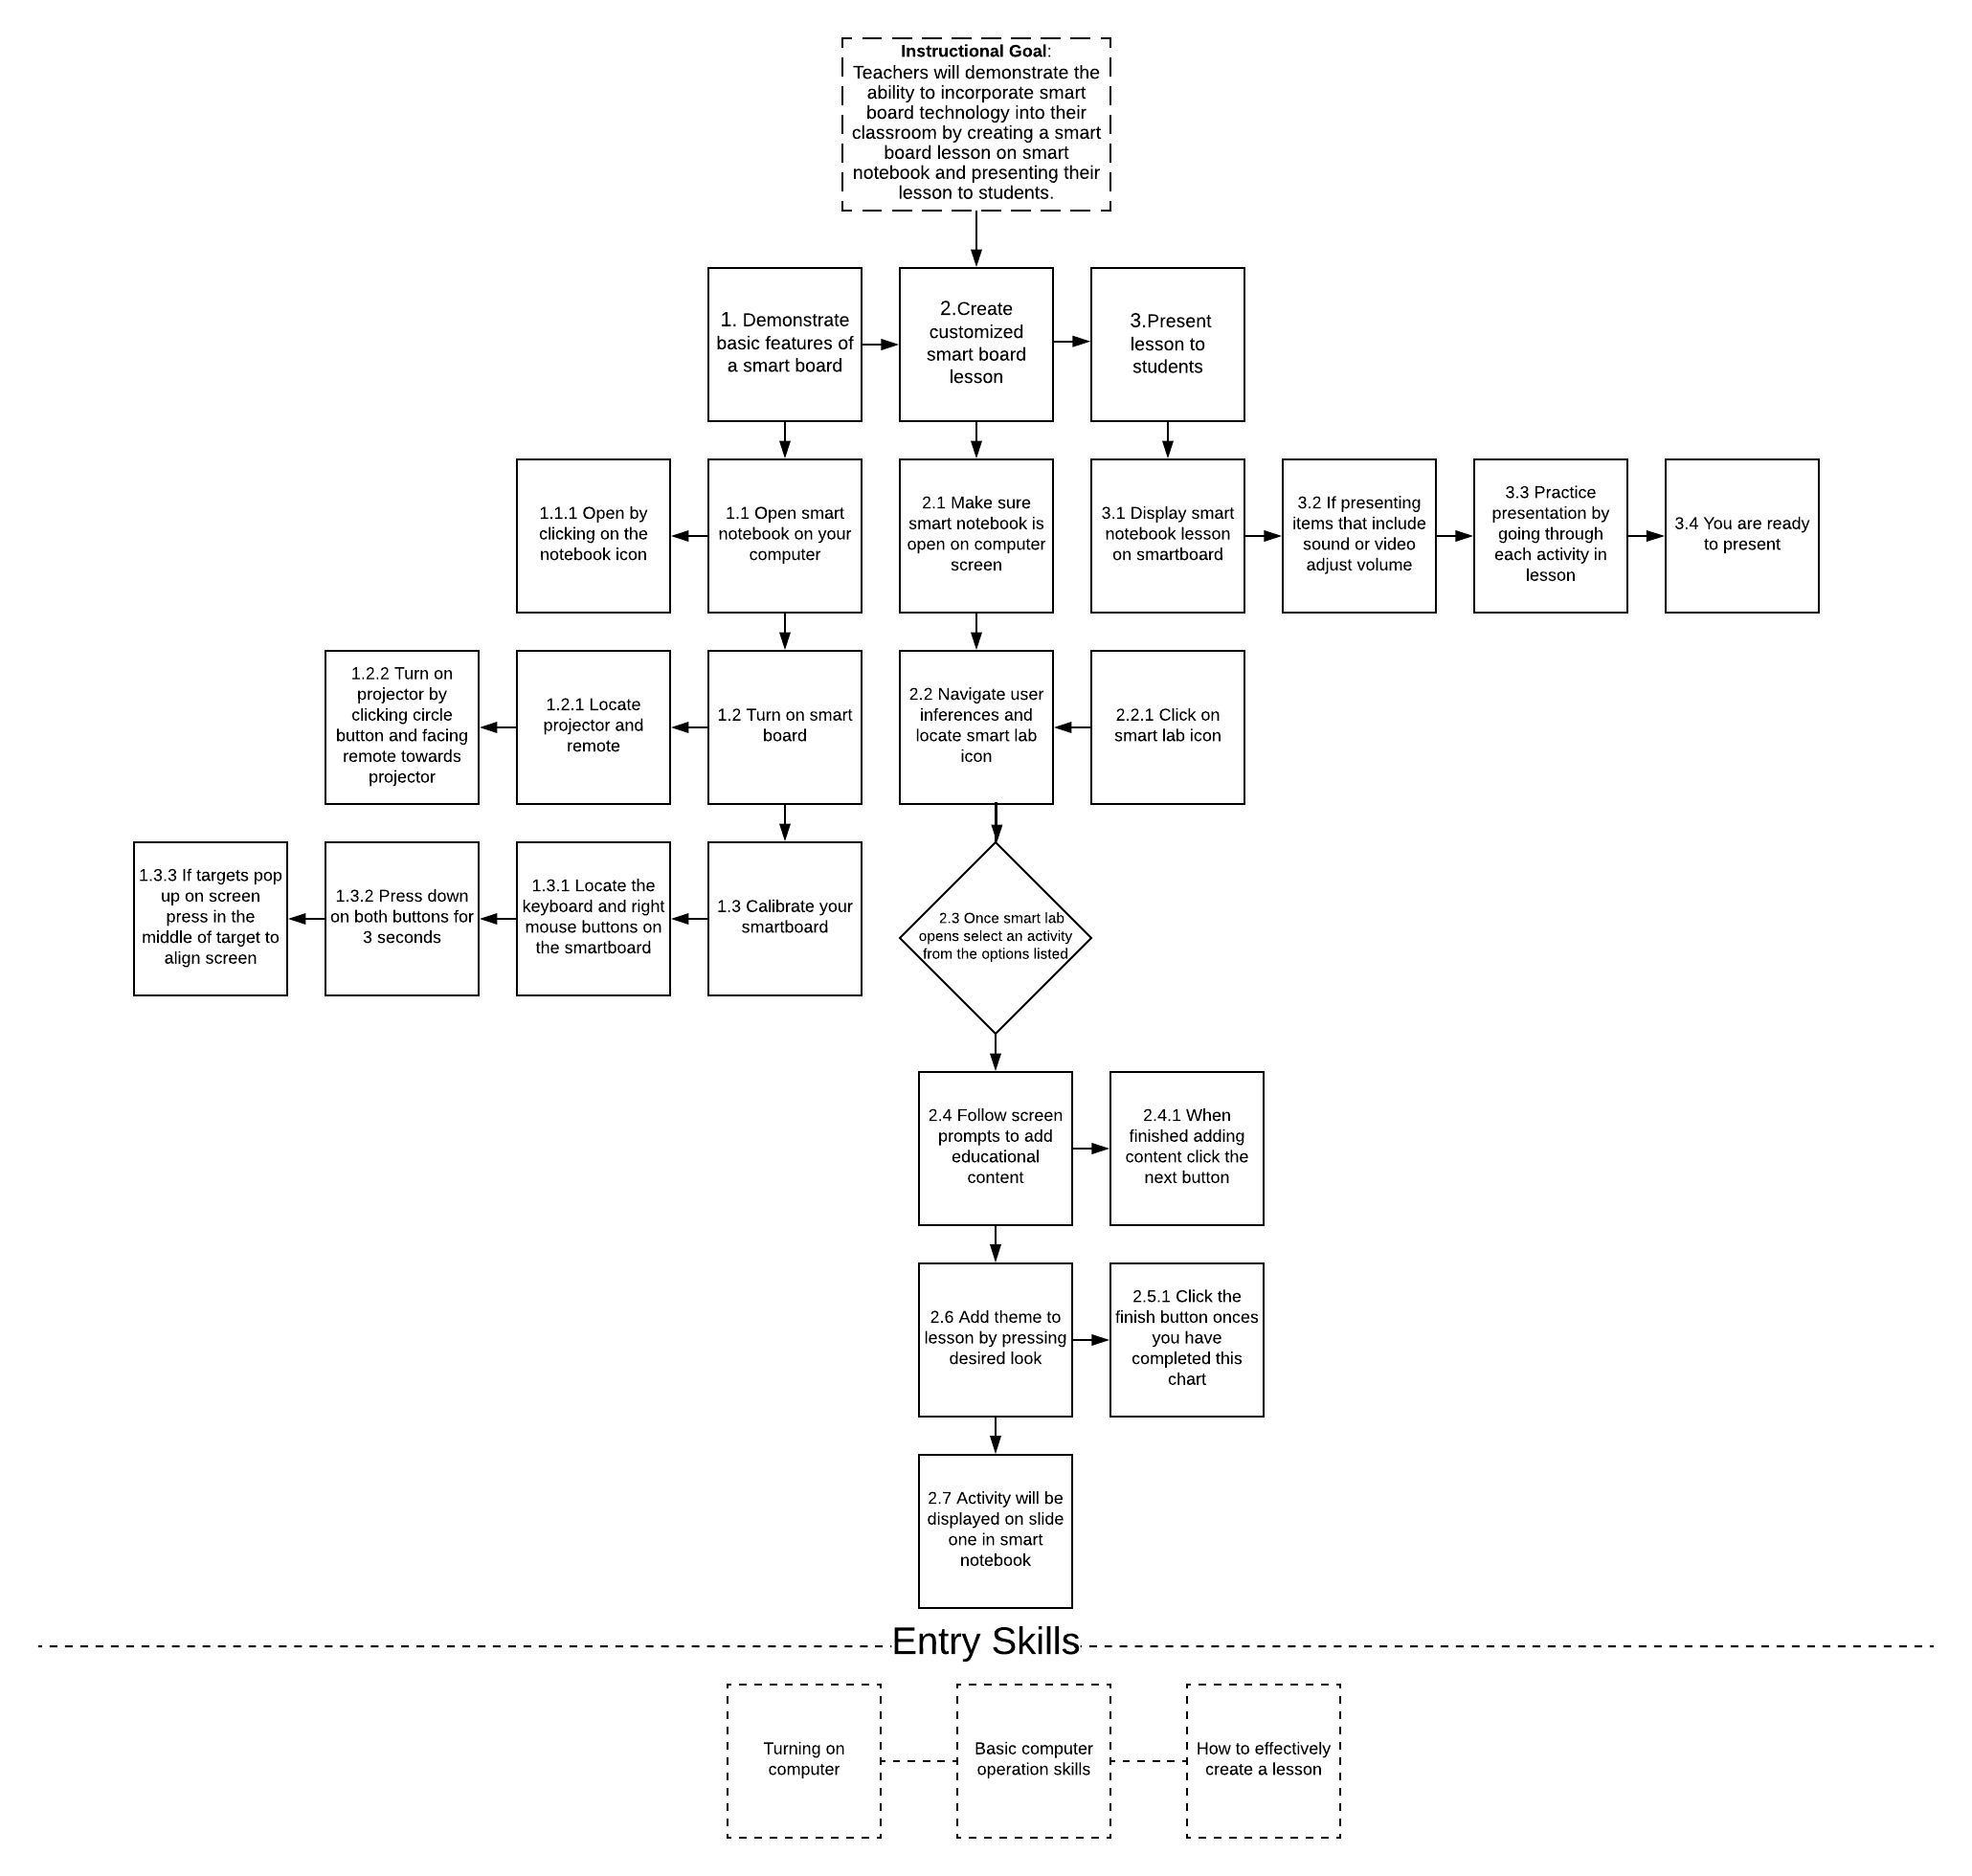 Instructional Goal:
Teachers will demonstrate the
ability to incorporate smart
board technology into their
classroom by creating a smart
board lesson on smart
notebook and presenting their
lesson to students.
1. Demonstrate
basic features of
a smart board
2.Create
customized
smart board
lesson
3.Present
lesson to
students
1.1.1 Open by
clicking on the
notebook icon
1.1 Open smart
notebook on your
computer
2.1 Make sure
smart notebook is
open on computer
screen
3.1 Display smart
notebook lesson
on smartboard
3.2 If presenting
items that include
sound or video
adjust volume
3.3 Practice
presentation by
going through
each activity in
lesson
3.4 You are ready
to present
1.2.2 Turn on
projector by
clicking circle
button and facing
remote towards
projector
1.2.1 Locate
projector and
remote
1.2 Turn on smart
board
2.2 Navigate user
inferences and
locate smart lab
icon
2.2.1 Click on
smart lab icon
1.3.3 If targets pop
up on screen
press in the
middle of target to
align screen
1.3.2 Press down
on both buttons for
3 seconds
1.3.1 Locate the
keyboard and right
mouse buttons on
the smartboard
1.3 Calibrate your
smartboard
2.3 Once smart lab
opens select an activity
from the options listed
2.4 Follow screen
prompts to add
educational
content
2.4.1 When
finished adding
content click the
next button
2.6 Add theme to
lesson by pressing
desired look
2.5.1 Click the
finish button onces
you have
completed this
chart
2.7 Activity will be
displayed on slide
one in smart
notebook
Entry Skills
Turning on
computer
Basic computer
operation skills
How to effectively
create a lesson